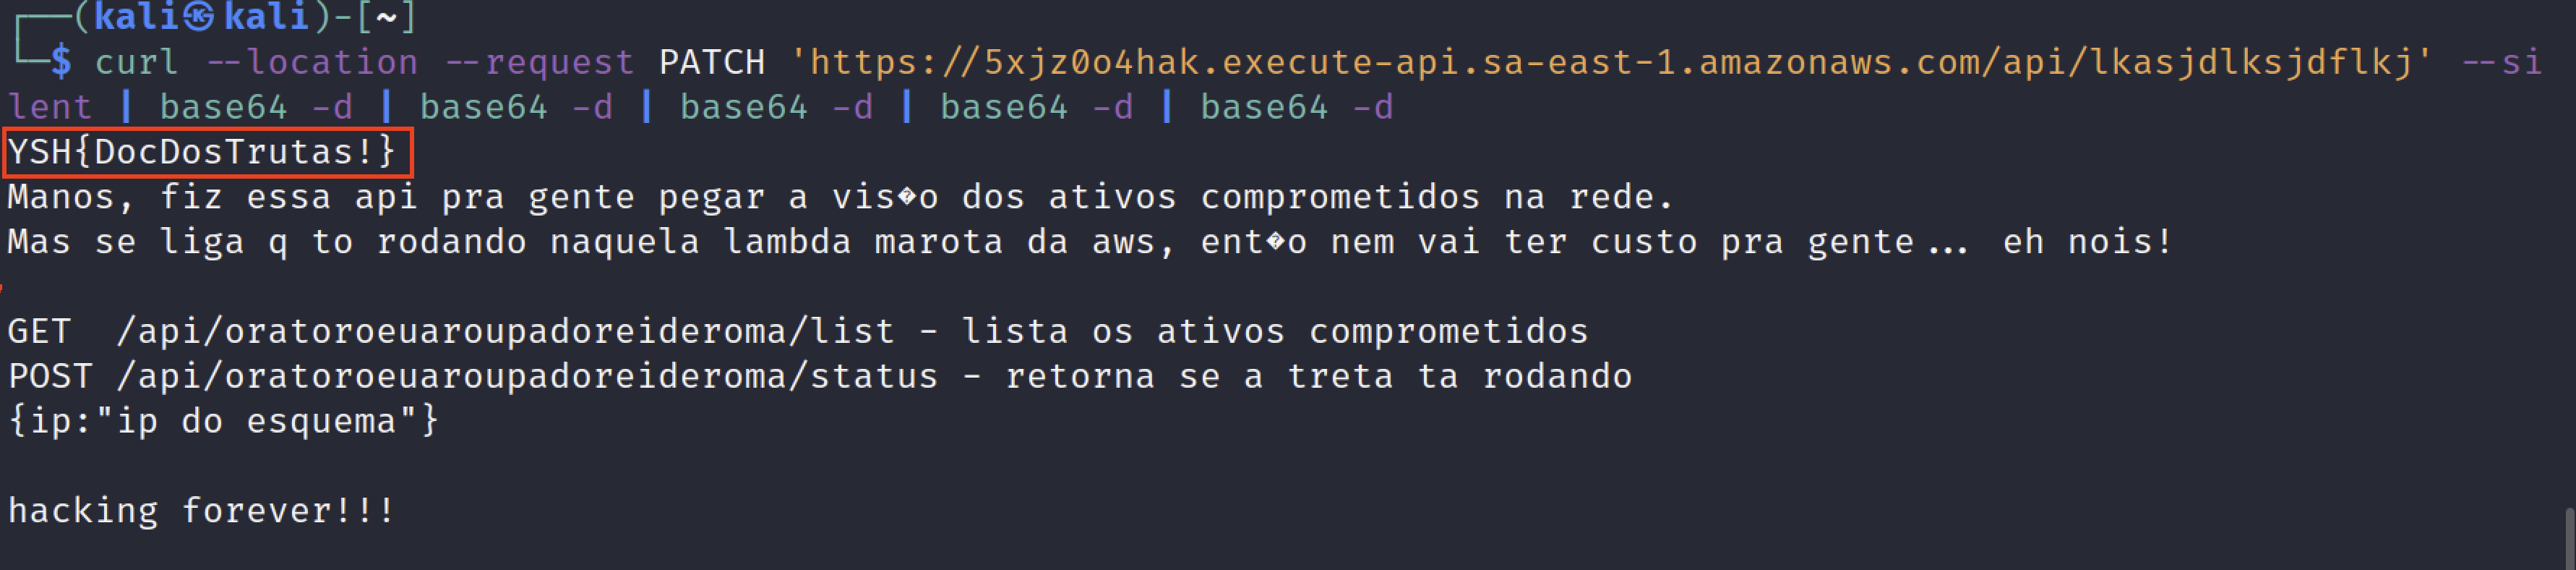 ┌──(kali㉿kali)-[~]
└─$ curl --location --request PATCH 'https://5xjz0o4hak.execute-api.sa-east-1.amazonaws.com/api/lkasjdlksjdflkj' --si
lent | base64 -d | base64 -d | base64 -d | base64 -d | base64 -d
YSH{DocDosTrutas!}
Manos, fiz essa api pra gente pegar a vis�o dos ativos comprometidos na rede.
Mas se liga q to rodando naquela lambda marota da aws, ent�o nem vai ter custo pra gente... eh nois!
GET  /api/oratoroeuaroupadoreideroma/list - lista os ativos comprometidos
POST /api/oratoroeuaroupadoreideroma/status - retorna se a treta ta rodando
{ip:"ip do esquema"}
hacking forever!!!